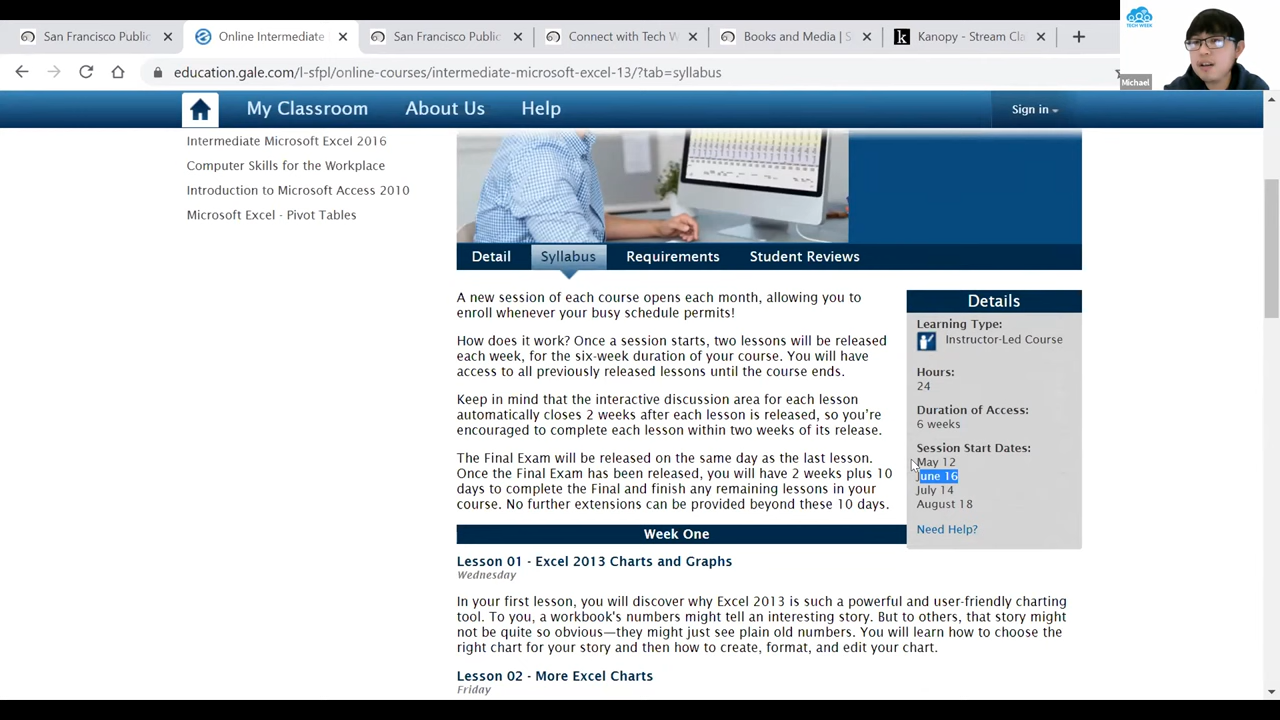 San Francisco Public
Online Intermediate
San Francisco Public
Connect with Tech W
Books and Media | S
Kanopy - Stream Cla
TECH WEEK
Michael
education.gale.com/l-sfpl/online-courses/intermediate-microsoft-excel-13/?tab=syllabus
My Classroom
About Us
Help
Sign in
Intermediate Microsoft Excel 2016
Computer Skills for the Workplace
Introduction to Microsoft Access 2010
Microsoft Excel - Pivot Tables
Detail
Syllabus
Requirements
Student Reviews
A new session of each course opens each month, allowing you to
enroll whenever your busy schedule permits!
How does it work? Once a session starts, two lessons will be released
each week, for the six-week duration of your course. You will have
access to all previously released lessons until the course ends.
Keep in mind that the interactive discussion area for each lesson
automatically closes 2 weeks after each lesson is released, so you're
encouraged to complete each lesson within two weeks of its release.
The Final Exam will be released on the same day as the last lesson.
Once the Final Exam has been released, you will have 2 weeks plus 10
days to complete the Final and finish any remaining lessons in your
course. No further extensions can be provided beyond these 10 days.
Details
Learning Type:
Instructor-Led Course
Hours:
24
Duration of Access:
6 weeks
Session Start Dates:
May 12
June 16
July 14
August 18
Need Help?
Week One
Lesson 01 - Excel 2013 Charts and Graphs
Wednesday
In your first lesson, you will discover why Excel 2013 is such a powerful and user-friendly charting
tool. To you, a workbook's numbers might tell an interesting story. But to others, that story might
not be quite so obvious—they might just see plain old numbers. You will learn how to choose the
right chart for your story and then how to create, format, and edit your chart.
Lesson 02 - More Excel Charts
Friday